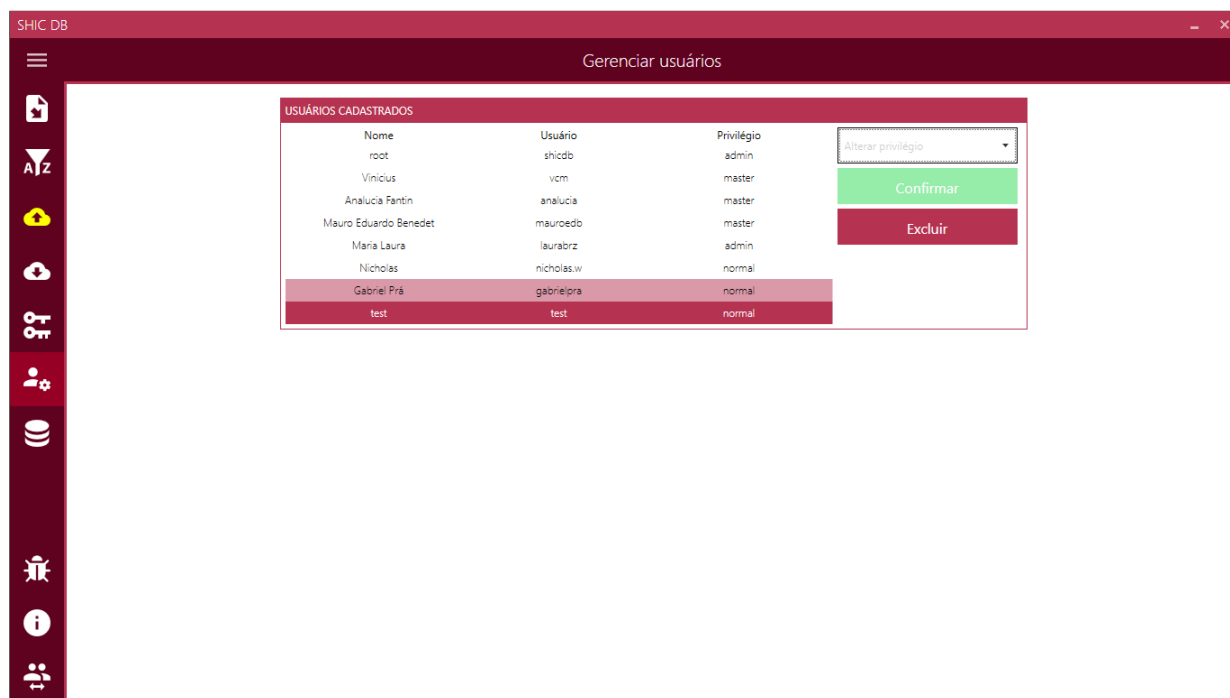 SHIC DB
Gerenciar usuários
USUÁRIOS CADASTRADOS
Nome Usuário Privilégio
root shicdb admin
Vinicius vcm master
Analucia Fantin analucia master
Mauro Eduardo Benedet mauroedb master
Maria Laura laurabrz admin
Nicholas nicholas.w normal
Gabriel Prá gabrielpra normal
test test normal
Alterar privilégio
Confirmar
Excluir
A Z